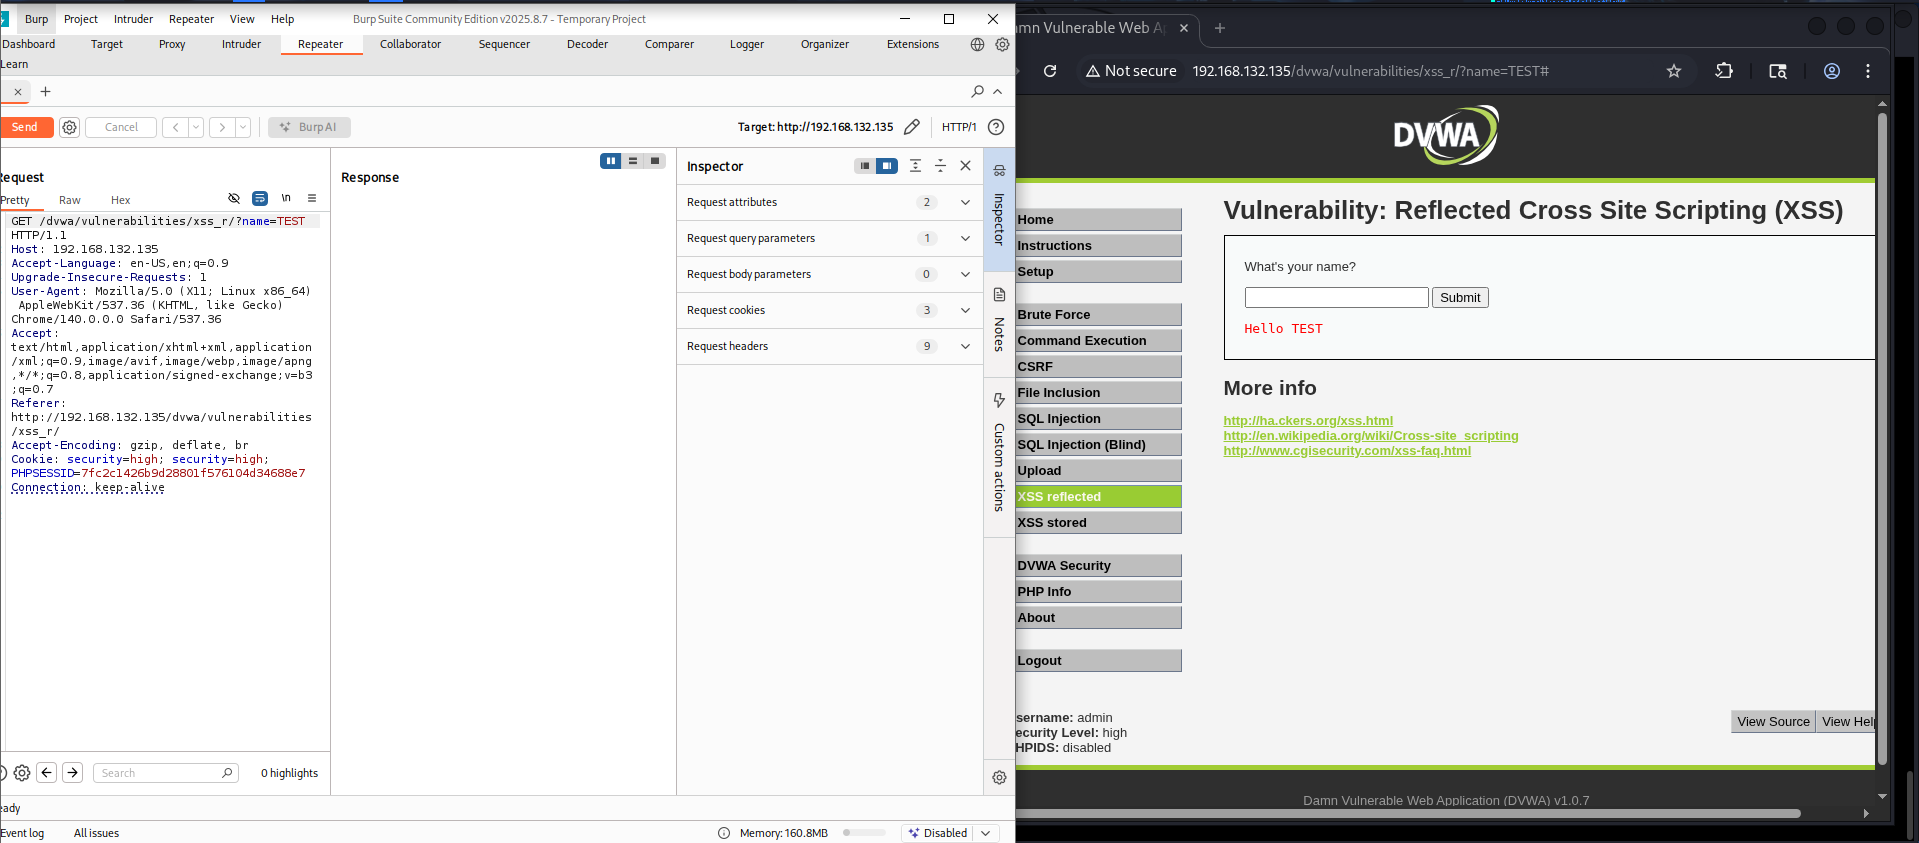 Burp Project Intruder Repeater View Help Burp Suite Community Edition v2025.8.7 - Temporary Project
Dashboard Target Proxy Intruder Repeater Collaborator Sequencer Decoder Comparer Logger Organizer Extensions
Learn
Send Cancel Burp AI Target: http://192.168.132.135 HTTP/1
Request
Pretty Raw Hex \n
GET /dvwa/vulnerabilities/xss_r/?name=TEST
HTTP/1.1
Host: 192.168.132.135
Accept-Language: en-US,en;q=0.9
Upgrade-Insecure-Requests: 1
User-Agent: Mozilla/5.0 (X11; Linux x86_64)
AppleWebKit/537.36 (KHTML, like Gecko)
Chrome/140.0.0.0 Safari/537.36
Accept:
text/html,application/xhtml+xml,application
/xml;q=0.9,image/avif,image/webp,image/apng
,*/*;q=0.8,application/signed-exchange;v=b3
;q=0.7
Referer:
http://192.168.132.135/dvwa/vulnerabilities
/xss_r/
Accept-Encoding: gzip, deflate, br
Cookie: security=high; security=high;
PHPSESSID=7fc2c1426b9d28801f576104d34688e7
Connection: keep-alive
Search 0 highlights
eady
Event log All issues
Response
Inspector
Request attributes 2
Request query parameters 1
Request body parameters 0
Request cookies 3
Request headers 9
Inspector
Notes
Custom actions
Memory: 160.8MB Disabled
amn Vulnerable Web A
Not secure 192.168.132.135/dvwa/vulnerabilities/xss_r/?name=TEST#
DVWA
Home
Instructions
Setup
Brute Force
Command Execution
CSRF
File Inclusion
SQL Injection
SQL Injection (Blind)
Upload
XSS reflected
XSS stored
DVWA Security
PHP Info
About
Logout
Vulnerability: Reflected Cross Site Scripting (XSS)
What's your name?
Submit
Hello TEST
More info
http://ha.ckers.org/xss.html
http://en.wikipedia.org/wiki/Cross-site_scripting
http://www.cgisecurity.com/xss-faq.html
sername: admin
ecurity Level: high
HPIDS: disabled
View Source View Help
Damn Vulnerable Web Application (DVWA) v1.0.7